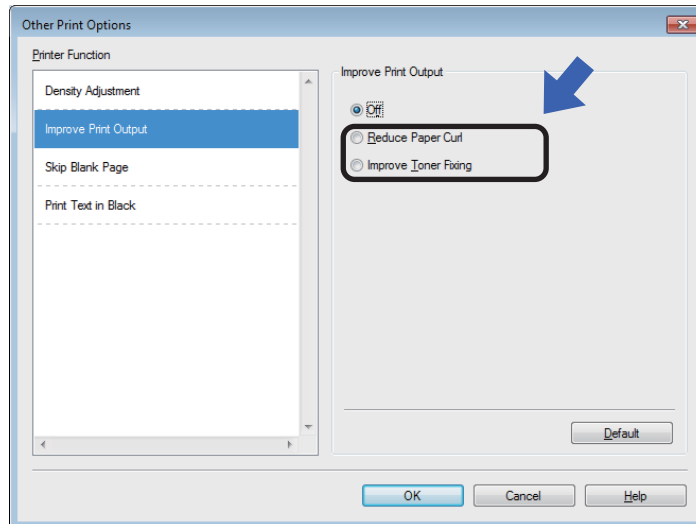 Other Print Options
Printer Function
Density Adjustment
Improve Print Output
Skip Blank Page
Print Text in Black
Improve Print Output
Off
Reduce Paper Curl
Improve Toner Fixing
Default
OK
Cancel
Help